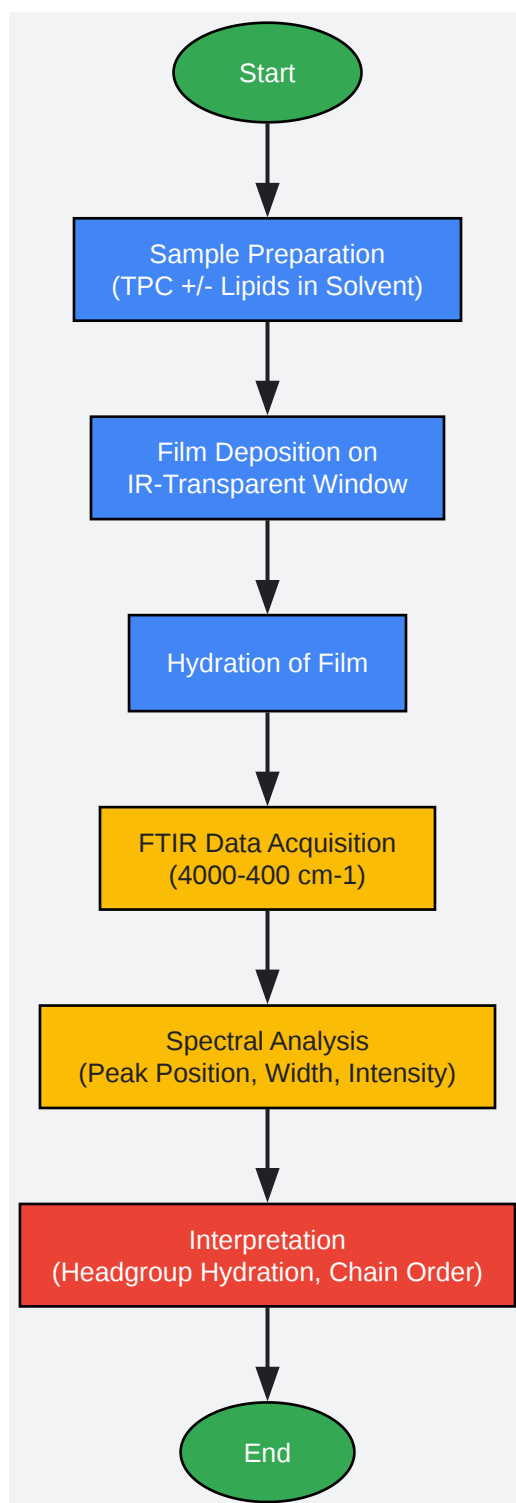 Start
Sample Preparation
(TPC +/- Lipids in Solvent)
Film Deposition on
IR-Transparent Window
Hydration of Film
FTIR Data Acquisition
(4000-400 cm-1)
Spectral Analysis
(Peak Position, Width, Intensity)
Interpretation
(Headgroup Hydration, Chain Order)
End